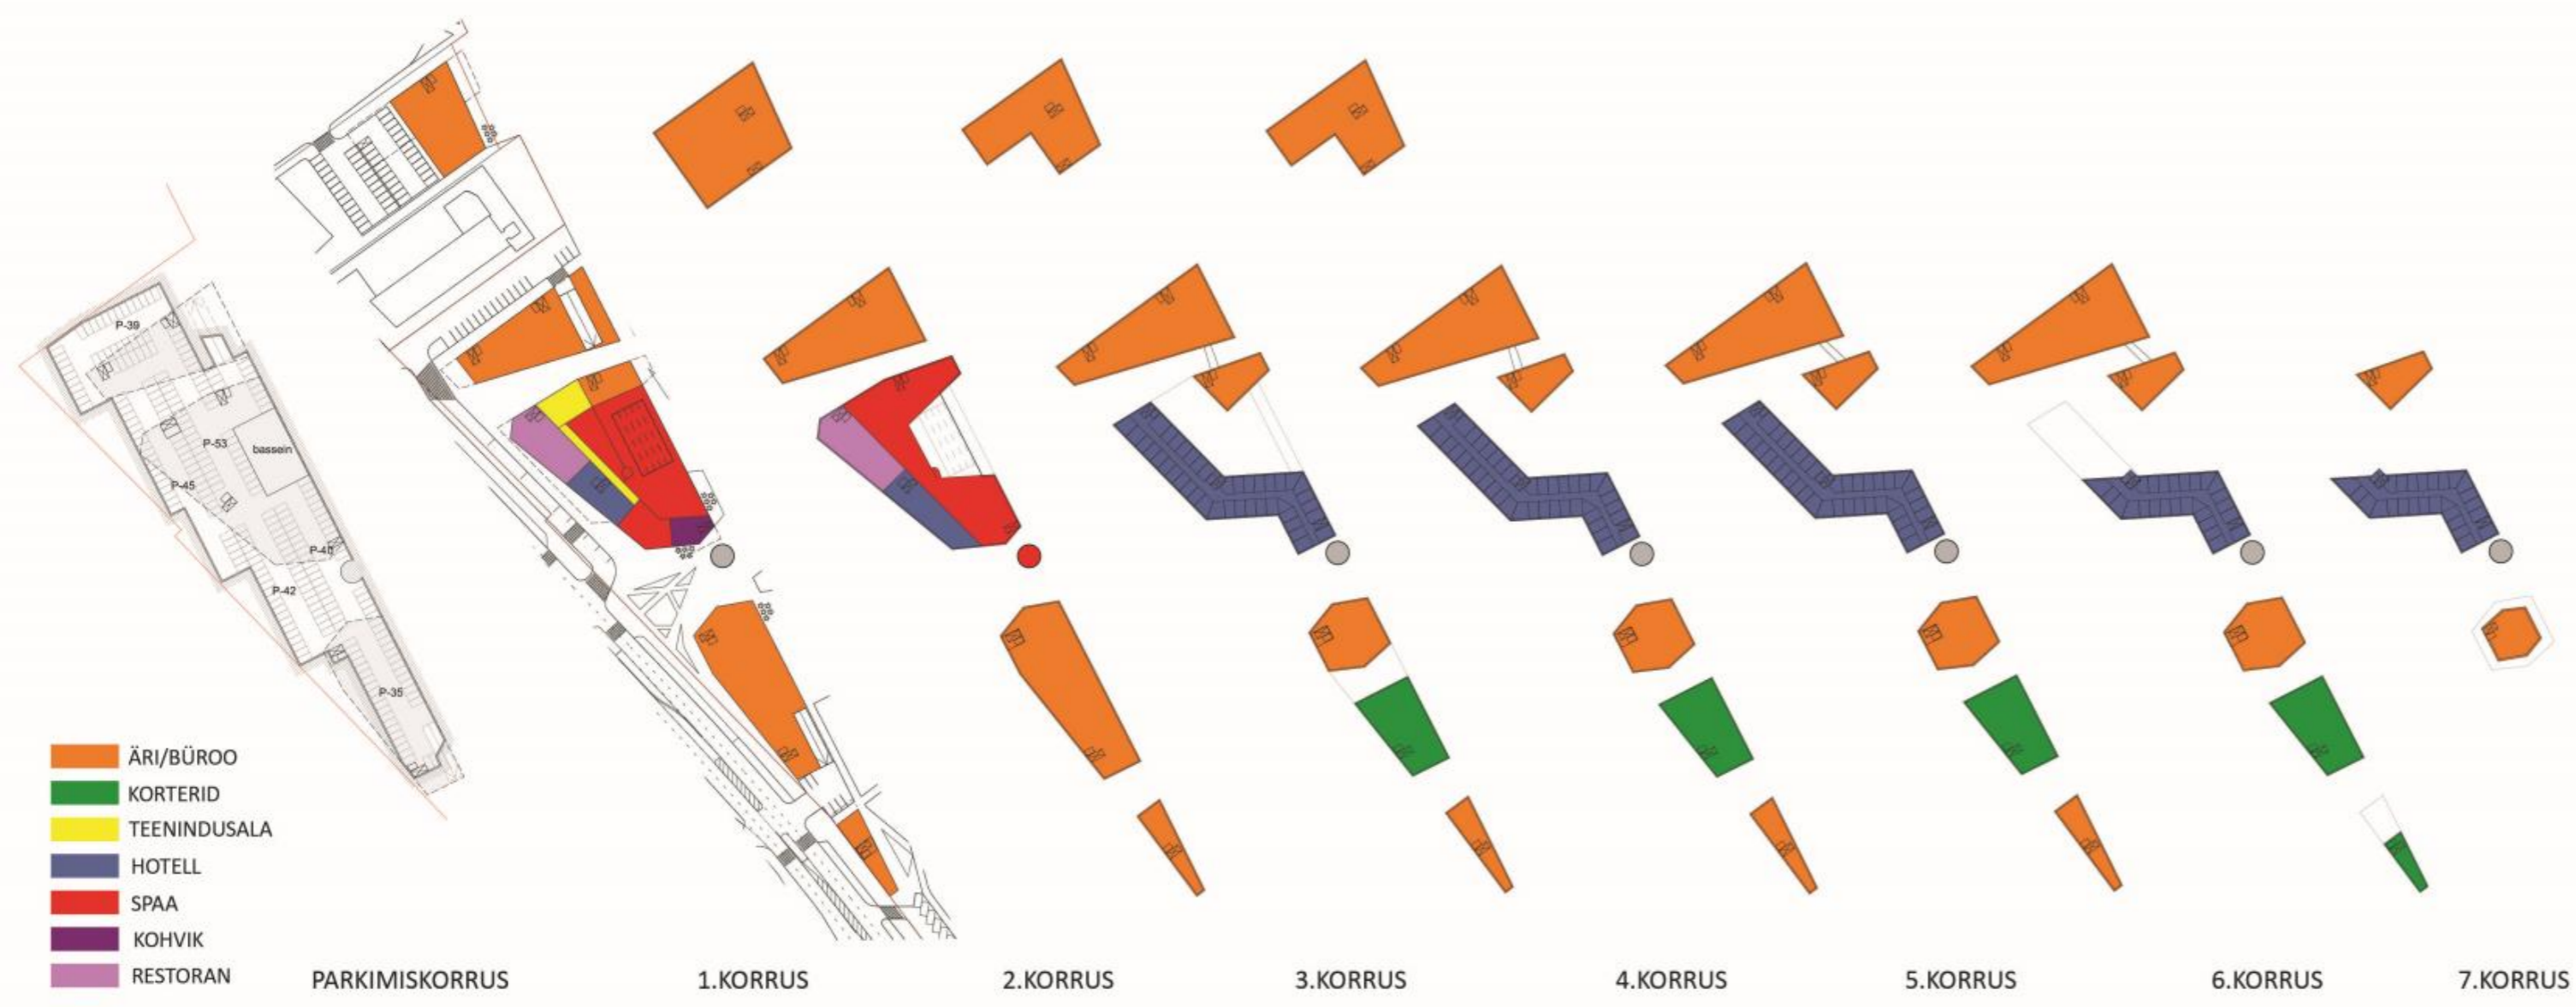 P-39
P-53
bassein
P-45
P-40
P-42
P-35
ÄRI/BÜROO
KORTERID
TEENINDUSALA
HOTELL
SPAA
KOHVIK
RESTORAN
PARKIMISKORRUS 1.KORRUS 2.KORRUS 3.KORRUS 4.KORRUS 5.KORRUS 6.KORRUS 7.KORRUS